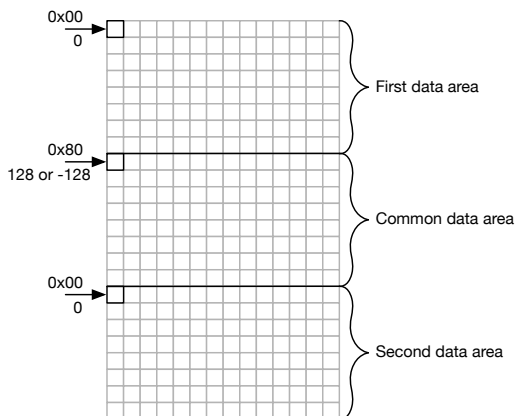 0x00
0
First data area
0x80
128 or -128
Common data area
0x00
0
Second data area